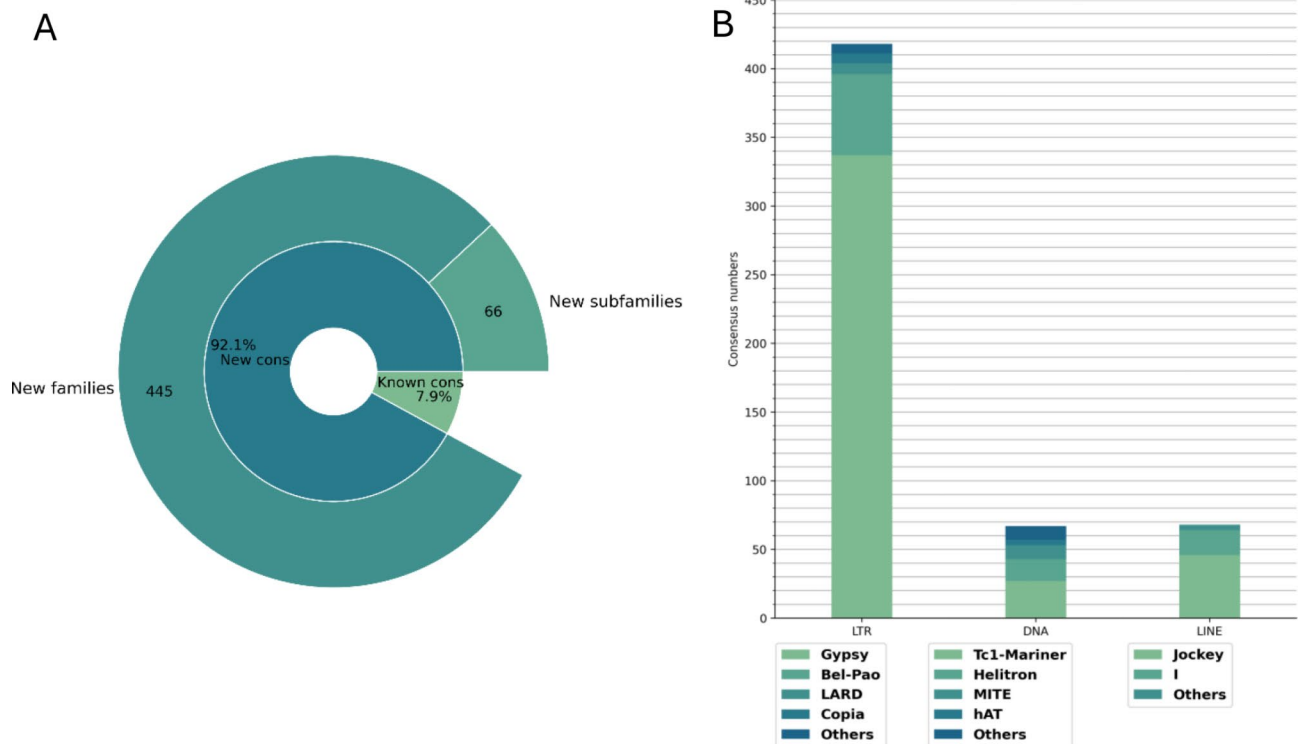 A
New subfamilies
66
92.1%
New cons
Known cons
7.9%
New families
445
B
450
400
350
300
250
200
150
100
50
0
Consensus numbers
LTR
DNA
LINE
Gypsy
Bel-Pao
LARD
Copia
Others
Tc1-Mariner
Helitron
MITE
hAT
Others
Jockey
I
Others